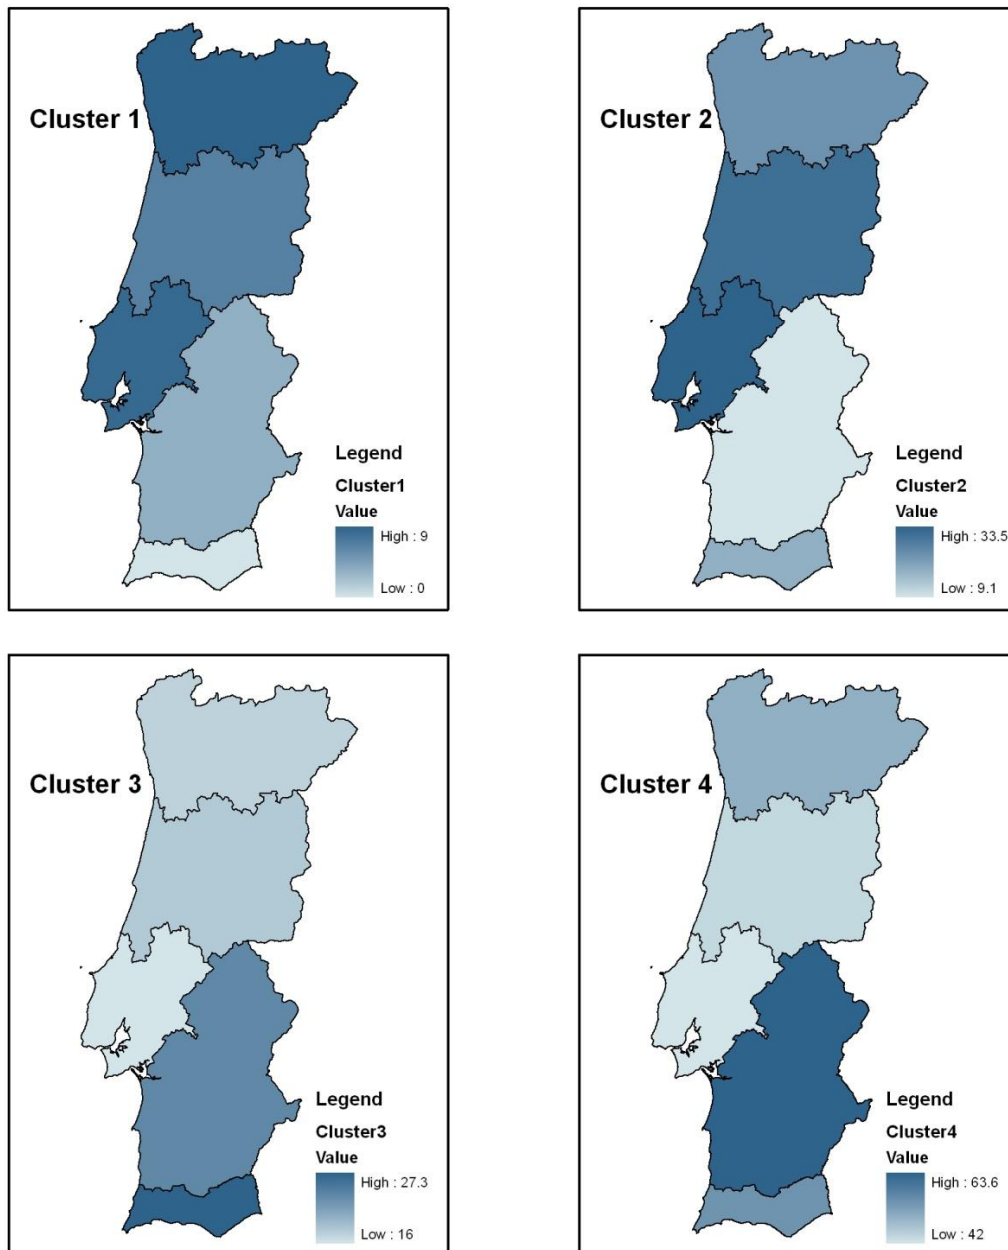 Cluster 1
Legend
Cluster1
Value
High : 9
Low : 0
Cluster 2
Legend
Cluster2
Value
High : 33.5
Low : 9.1
Cluster 3
Legend
Cluster3
Value
High : 27.3
Low : 16
Cluster 4
Legend
Cluster4
Value
High : 63.6
Low : 42